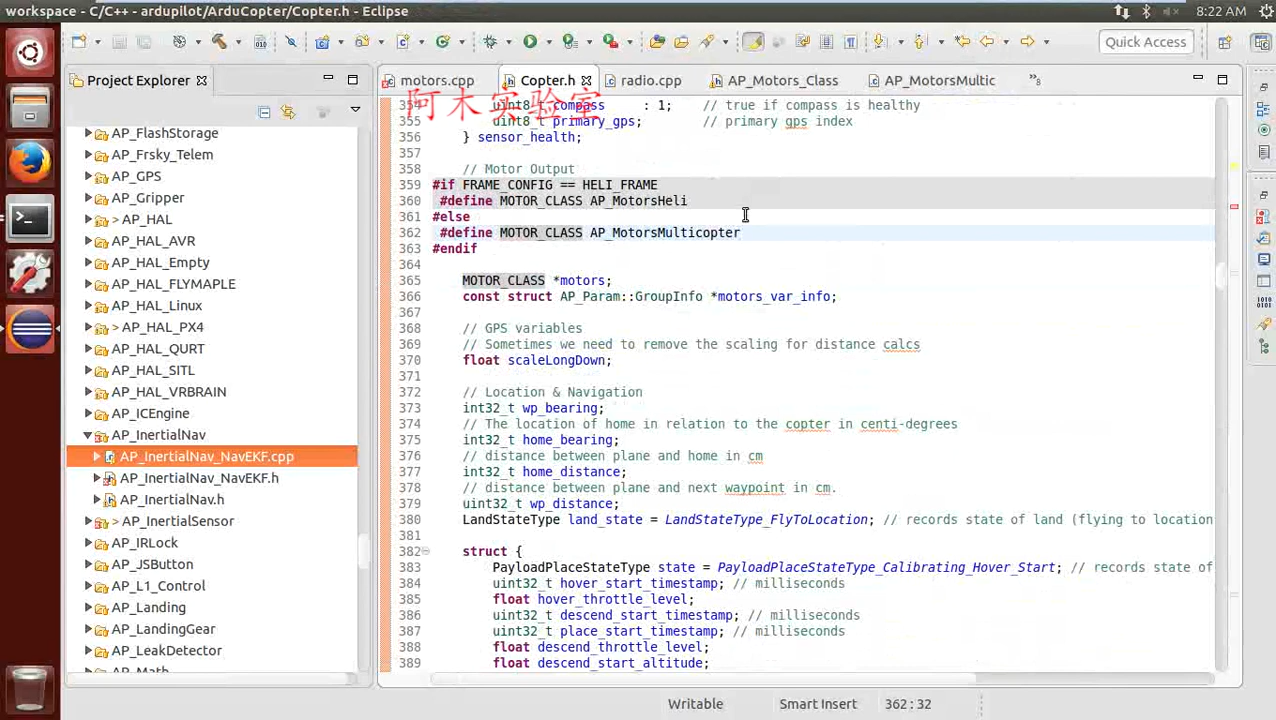 workspace - C/C++ - ardupilot/ArduCopter/Copter.h - Eclipse
8:22 AM
Quick Access
Project Explorer
motors.cpp
Copter.h
radio.cpp
AP_Motors_Class
AP_MotorsMultic
»8
阿木实验室
AP_FlashStorage
AP_Frsky_Telem
AP_GPS
AP_Gripper
> AP_HAL
AP_HAL_AVR
AP_HAL_Empty
AP_HAL_FLYMAPLE
AP_HAL_Linux
> AP_HAL_PX4
AP_HAL_QURT
AP_HAL_SITL
AP_HAL_VRBRAIN
AP_ICEngine
AP_InertialNav
AP_InertialNav_NavEKF.cpp
AP_InertialNav_NavEKF.h
AP_InertialNav.h
> AP_InertialSensor
AP_IRLock
AP_JSButton
AP_L1_Control
AP_Landing
AP_LandingGear
AP_LeakDetector
AP_Math
354 uint8_t compass : 1; // true if compass is healthy
355 uint8_t primary_gps; // primary gps index
356 } sensor_health;
357
358 // Motor Output
359 #if FRAME_CONFIG == HELI_FRAME
360 #define MOTOR_CLASS AP_MotorsHeli
361 #else
362 #define MOTOR_CLASS AP_MotorsMulticopter
363 #endif
364
365 MOTOR_CLASS *motors;
366 const struct AP_Param::GroupInfo *motors_var_info;
367
368 // GPS variables
369 // Sometimes we need to remove the scaling for distance calcs
370 float scaleLongDown;
371
372 // Location & Navigation
373 int32_t wp_bearing;
374 // The location of home in relation to the copter in centi-degrees
375 int32_t home_bearing;
376 // distance between plane and home in cm
377 int32_t home_distance;
378 // distance between plane and next waypoint in cm.
379 uint32_t wp_distance;
380 LandStateType land_state = LandStateType_FlyToLocation; // records state of land (flying to location
381
382 struct {
383 PayloadPlaceStateType state = PayloadPlaceStateType_Calibrating_Hover_Start; // records state of
384 uint32_t hover_start_timestamp; // milliseconds
385 float hover_throttle_level;
386 uint32_t descend_start_timestamp; // milliseconds
387 uint32_t place_start_timestamp; // milliseconds
388 float descend_throttle_level;
389 float descend_start_altitude;
Writable
Smart Insert
362 : 32